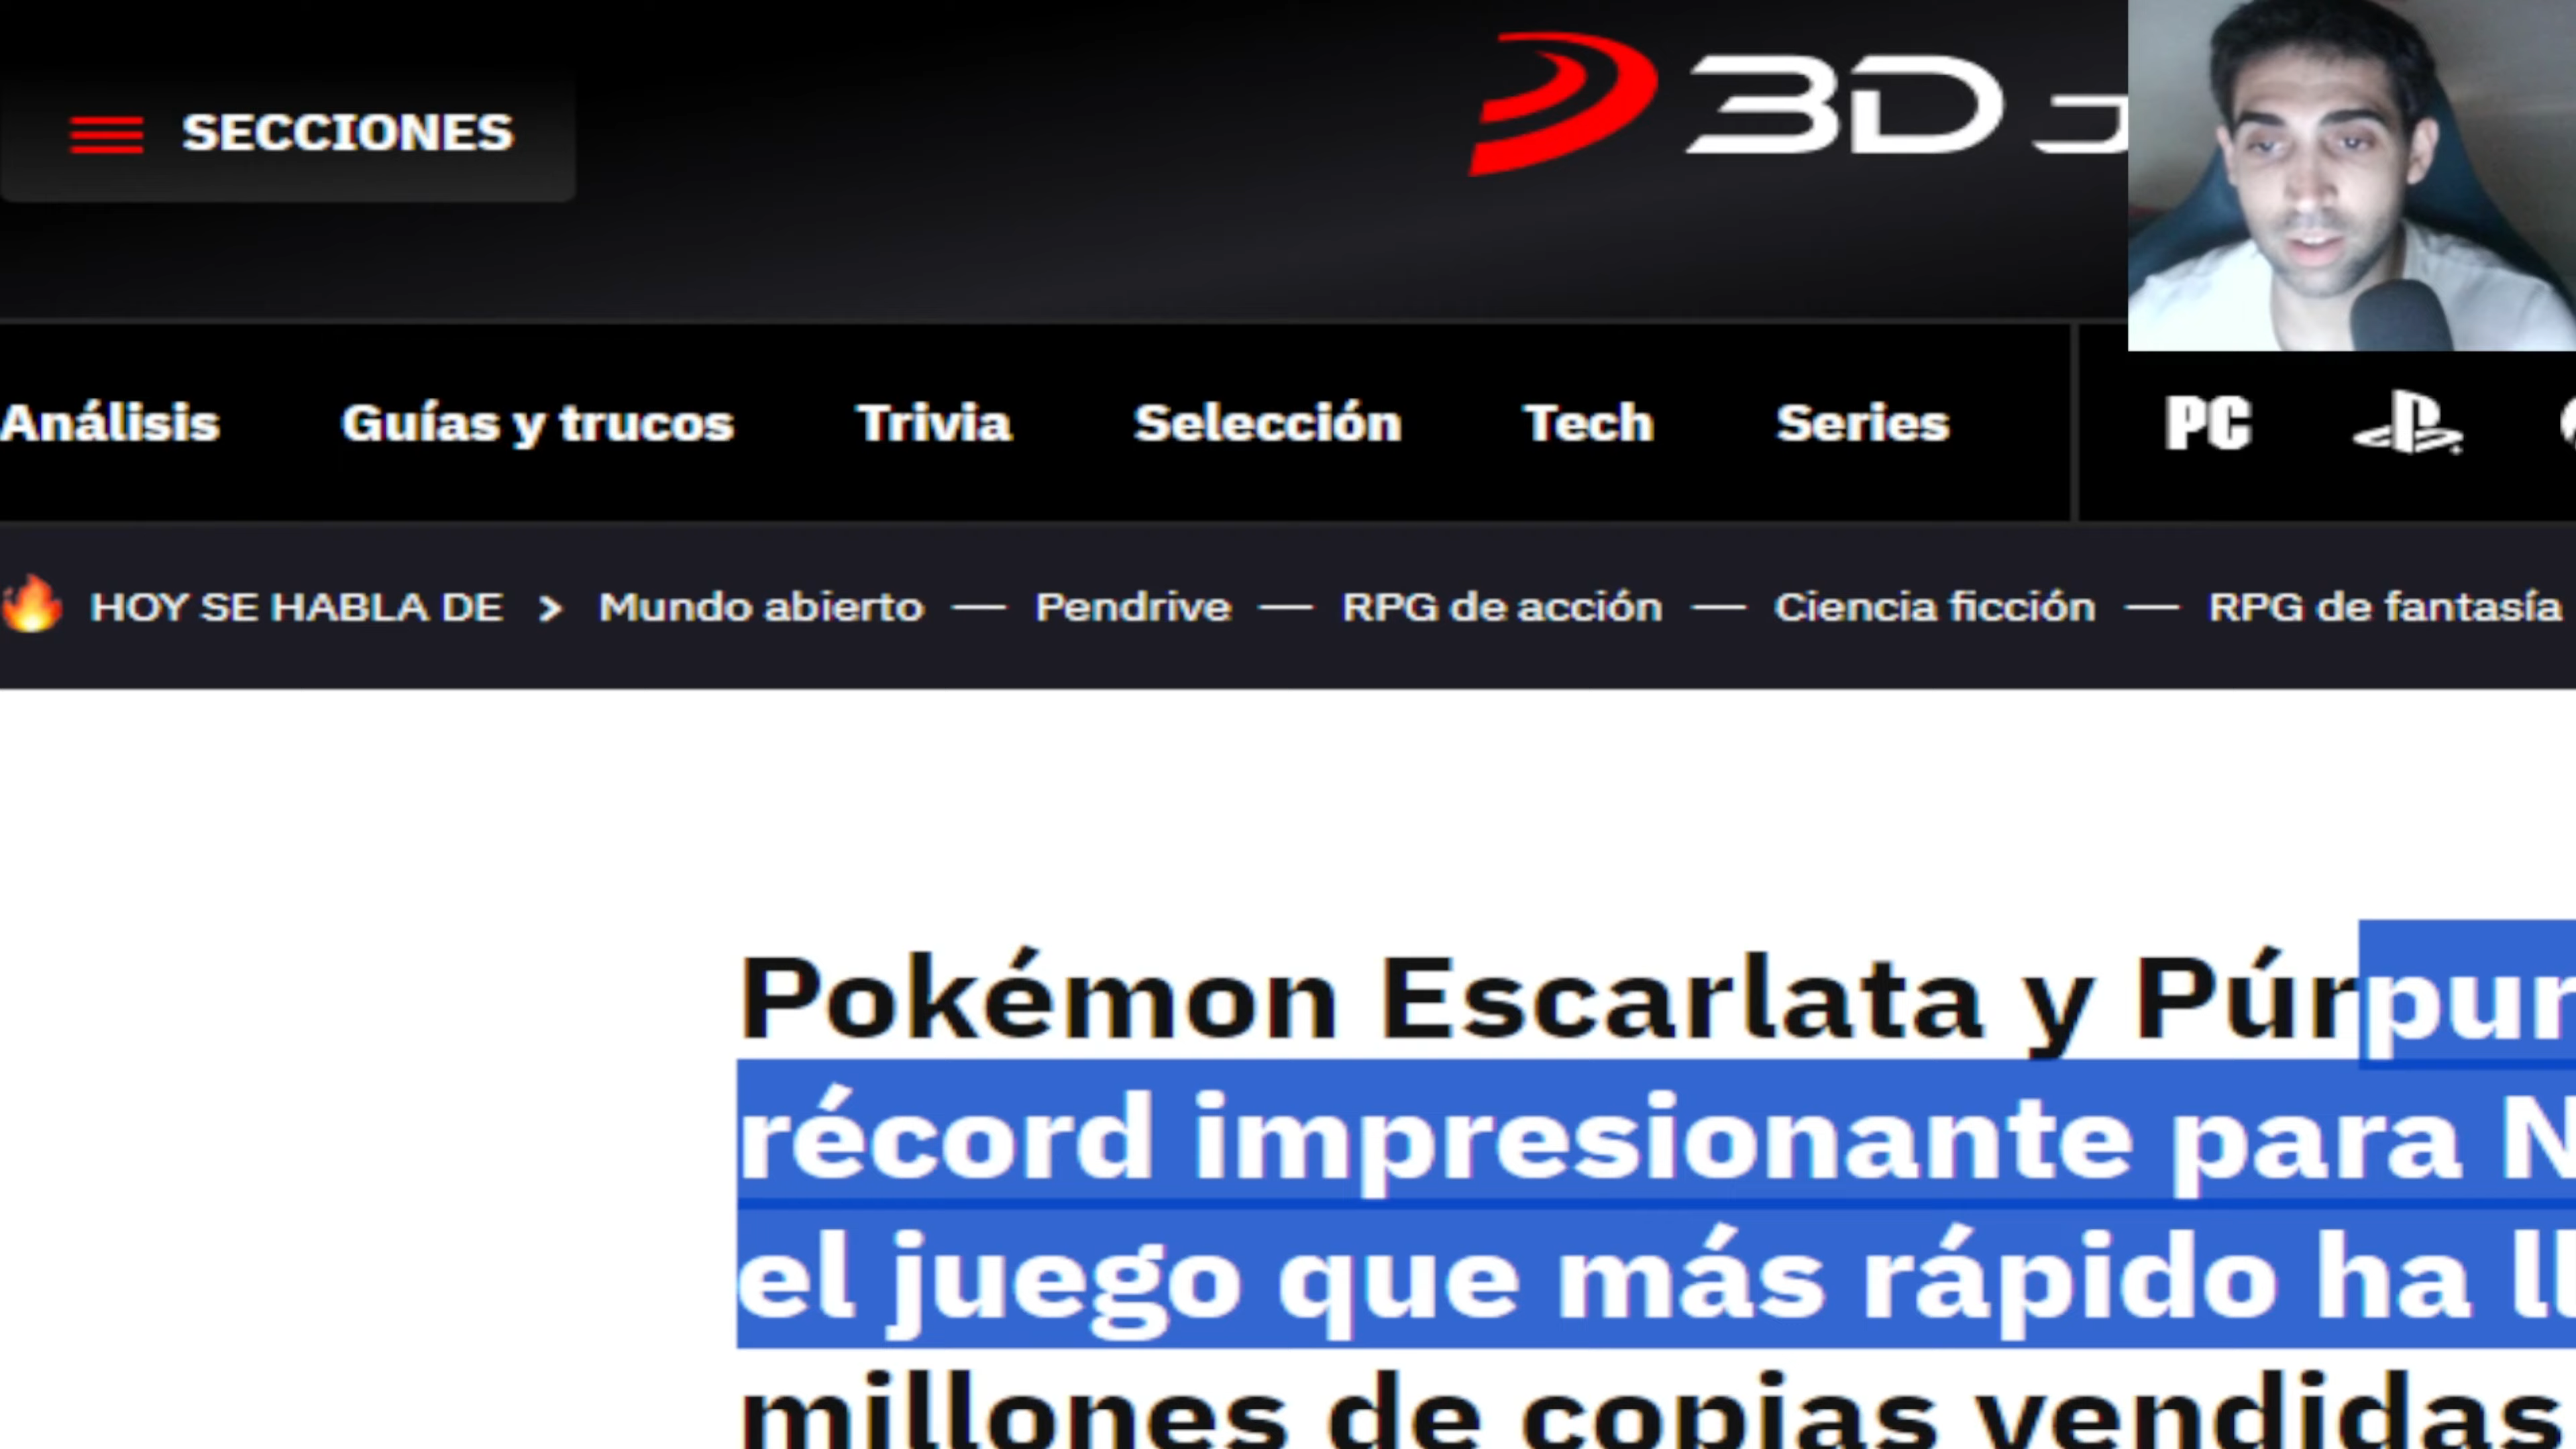 SECCIONES
3D J
Análisis Guías y trucos Trivia Selección Tech Series PC
HOY SE HABLA DE > Mundo abierto — Pendrive — RPG de acción — Ciencia ficción — RPG de fantasía
Pokémon Escarlata y Púrpur
récord impresionante para N
el juego que más rápido ha ll
millones de copias vendidas